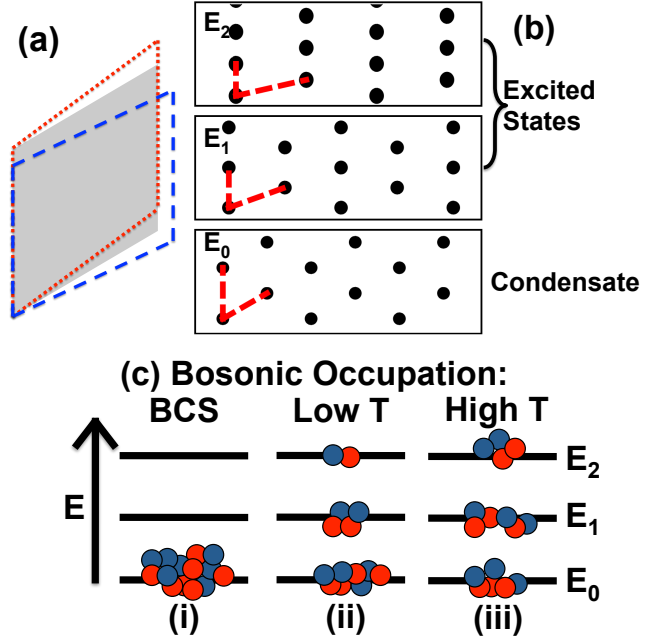 (a)
E2
(b)
Excited
States
E1
E0
Condensate
(c) Bosonic Occupation:
BCS Low T High T
E
E2
E1
E0
(i) (ii) (iii)